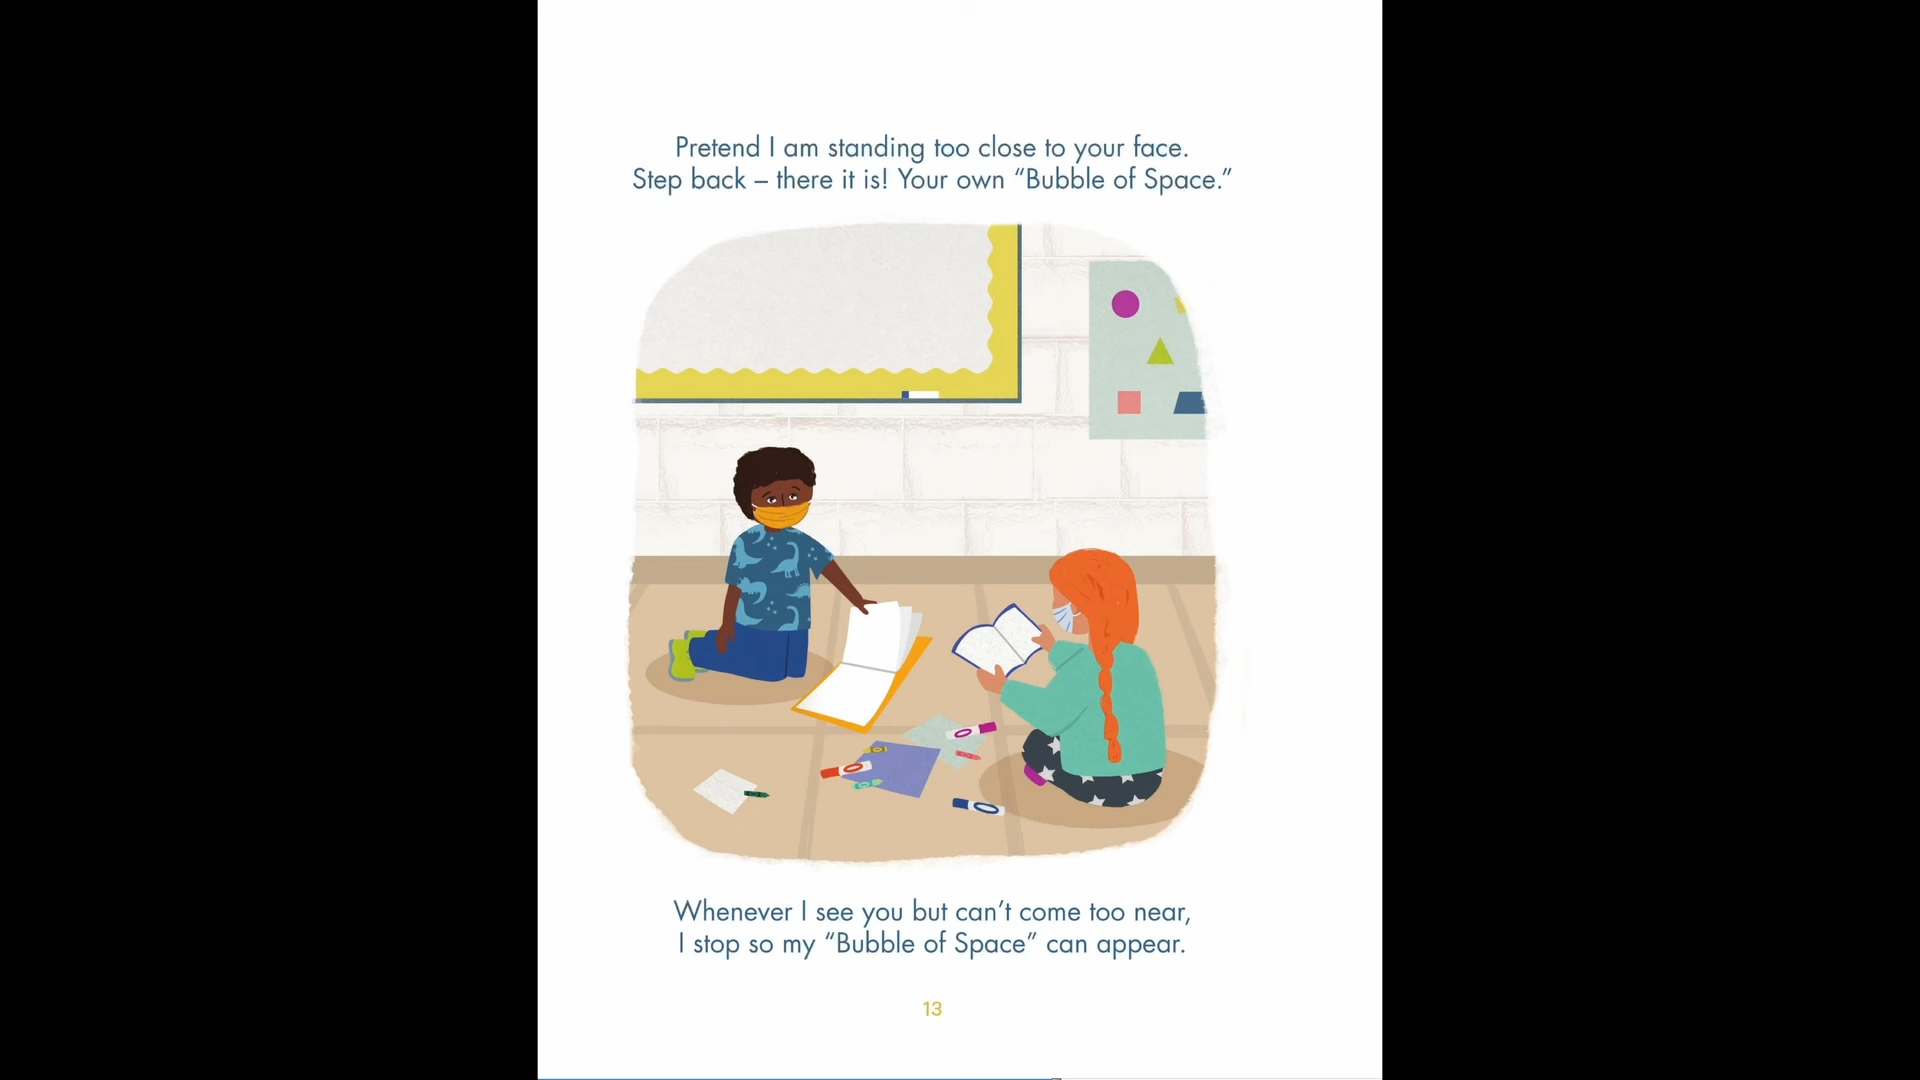 Pretend I am standing too close to your face.
Step back – there it is! Your own “Bubble of Space.”
Whenever I see you but can’t come too near,
I stop so my “Bubble of Space” can appear.
13